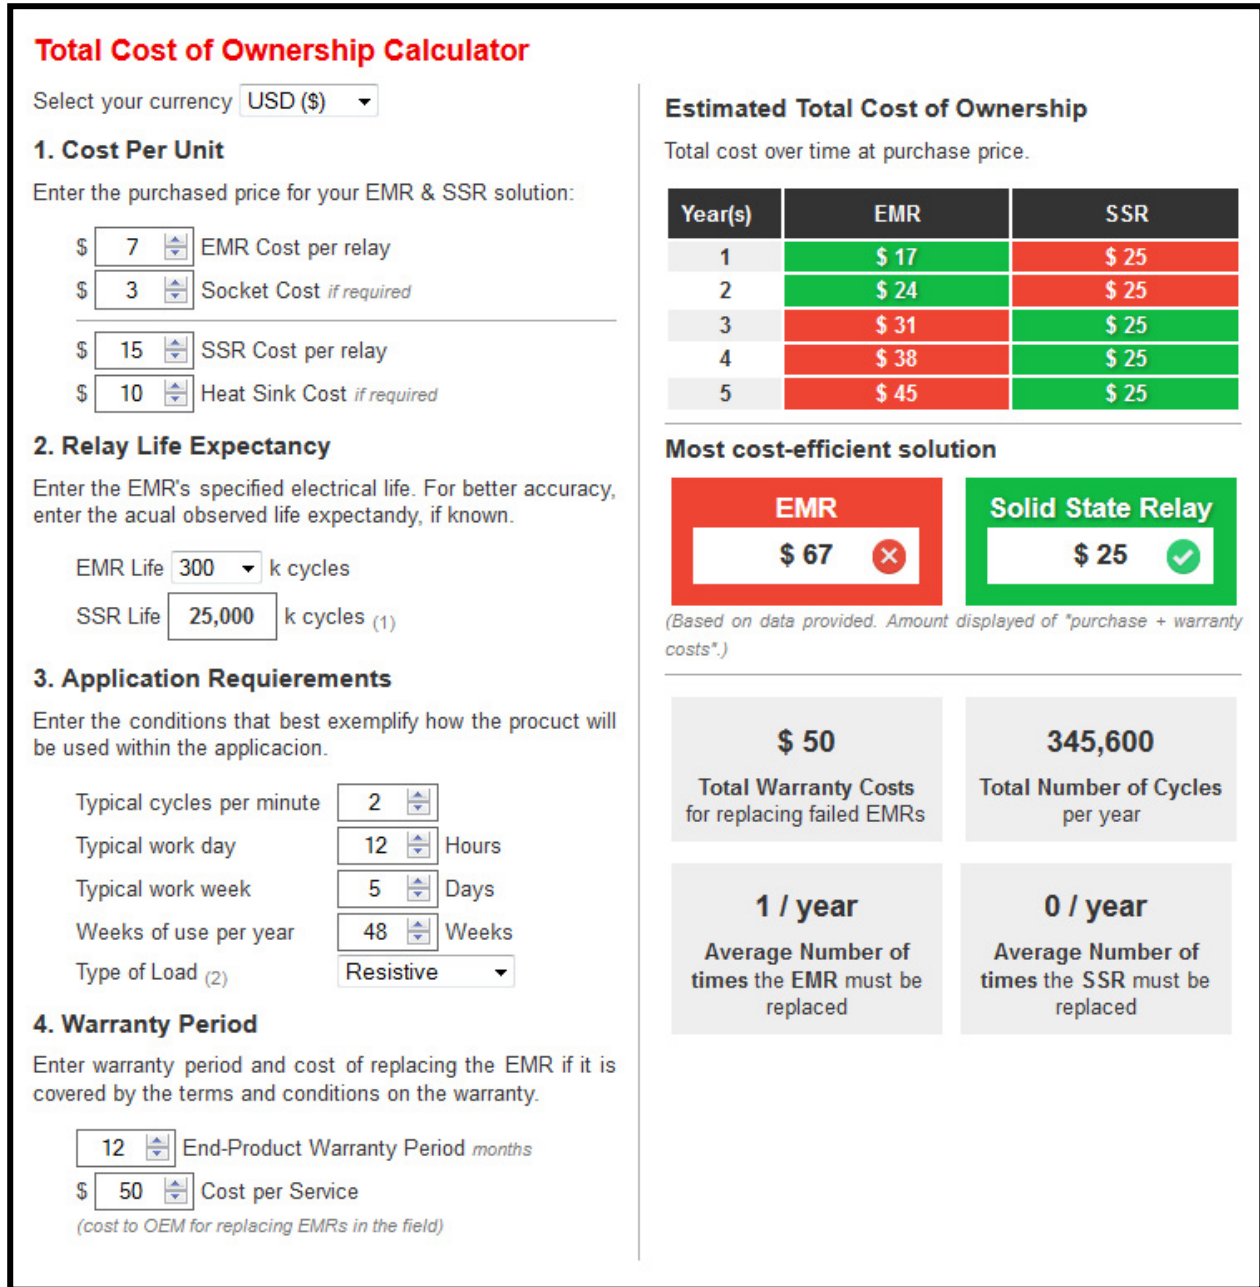 Total Cost of Ownership Calculator
Select your currency USD ($)
1. Cost Per Unit
Enter the purchased price for your EMR & SSR solution:
$ 7 EMR Cost per relay
$ 3 Socket Cost if required
$ 15 SSR Cost per relay
$ 10 Heat Sink Cost if required
2. Relay Life Expectancy
Enter the EMR's specified electrical life. For better accuracy,
enter the acual observed life expectandy, if known.
EMR Life 300 k cycles
SSR Life 25,000 k cycles (1)
3. Application Requierements
Enter the conditions that best exemplify how the procuct will
be used within the applicacion.
Typical cycles per minute 2
Typical work day 12 Hours
Typical work week 5 Days
Weeks of use per year 48 Weeks
Type of Load (2) Resistive
4. Warranty Period
Enter warranty period and cost of replacing the EMR if it is
covered by the terms and conditions on the warranty.
12 End-Product Warranty Period months
$ 50 Cost per Service
(cost to OEM for replacing EMRs in the field)
Estimated Total Cost of Ownership
Total cost over time at purchase price.
Year(s) EMR SSR
1 $ 17 $ 25
2 $ 24 $ 25
3 $ 31 $ 25
4 $ 38 $ 25
5 $ 45 $ 25
Most cost-efficient solution
EMR
$ 67
Solid State Relay
$ 25
(Based on data provided. Amount displayed of "purchase + warranty
costs".)
$ 50
Total Warranty Costs
for replacing failed EMRs
345,600
Total Number of Cycles
per year
1 / year
Average Number of
times the EMR must be
replaced
0 / year
Average Number of
times the SSR must be
replaced